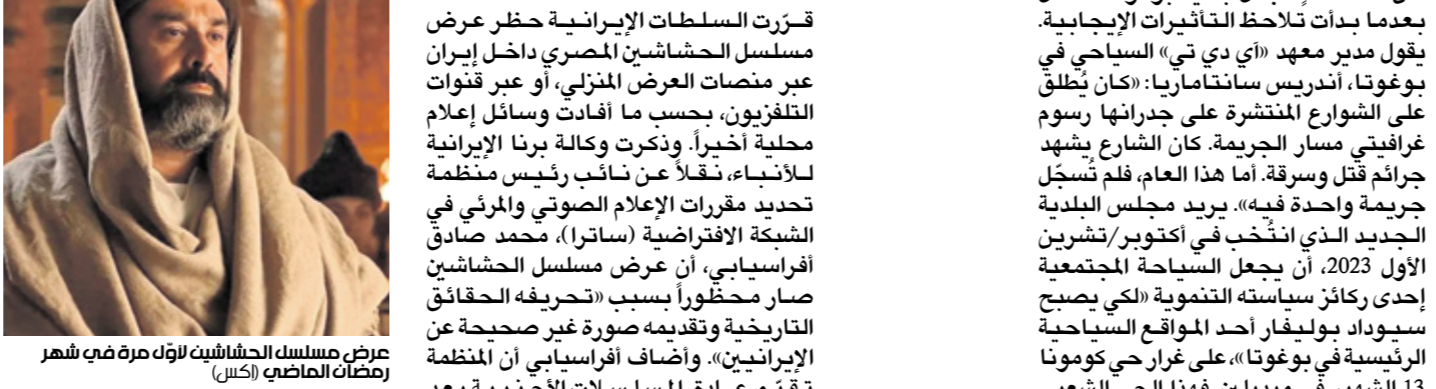 بعدما بدأت تلاحظ التأثيرات الإيجابية.
يقول مدير معهد «آي دي تي» السياحي في
بوغوتا، أندريس سانتاماريا: «كان يُطلق
على الشوارع المنتشرة على جدرانها رسوم
غرافيتي مسار الجريمة. كان الشارع يشهد
جرائم قتل وسرقة. أما هذا العام، فلم تُسجّل
جريمة واحدة فيه». يريد مجلس البلدية
الجديد الذي انتُخب في أكتوبر/تشرين
الأول 2023، أن يجعل السياحة المجتمعية
إحدى ركائز سياسته التنموية «لكي يصبح
سيوداد بوليفار أحد المواقع السياحية
الرئيسية في بوغوتا»، على غرار حي كومونا
قرّرت السلطات الإيرانية حظر عرض
مسلسل الحشاشين المصري داخل إيران
عبر منصات العرض المنزلي، أو عبر قنوات
التلفزيون، بحسب ما أفادت وسائل إعلام
محلية أخيراً. وذكرت وكالة برنا الإيرانية
للأنباء، نقلاً عن نائب رئيس منظمة
تحديد مقررات الإعلام الصوتي والمرئي في
الشبكة الافتراضية (ساترا)، محمد صادق
أفراسيابي، أن عرض مسلسل الحشاشين
صار محظوراً بسبب «تحريفه الحقائق
التاريخية وتقديمه صورة غير صحيحة عن
الإيرانيين». وأضاف أفراسيابي أن المنظمة
عرض مسلسل الحشاشين لأوّل مرة في شهر
رمضان الماضي (إكس)